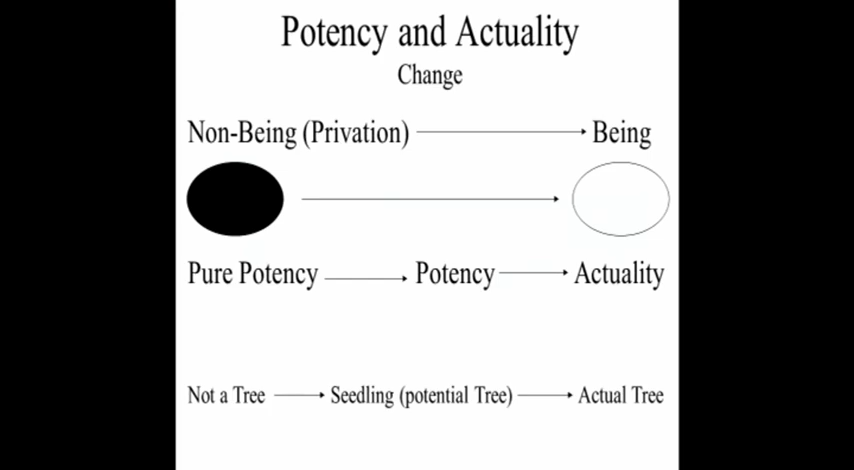 Potency and Actuality
Change
Non-Being (Privation) Being
Pure Potency Potency Actuality
Not a Tree Seedling (potential Tree) Actual Tree